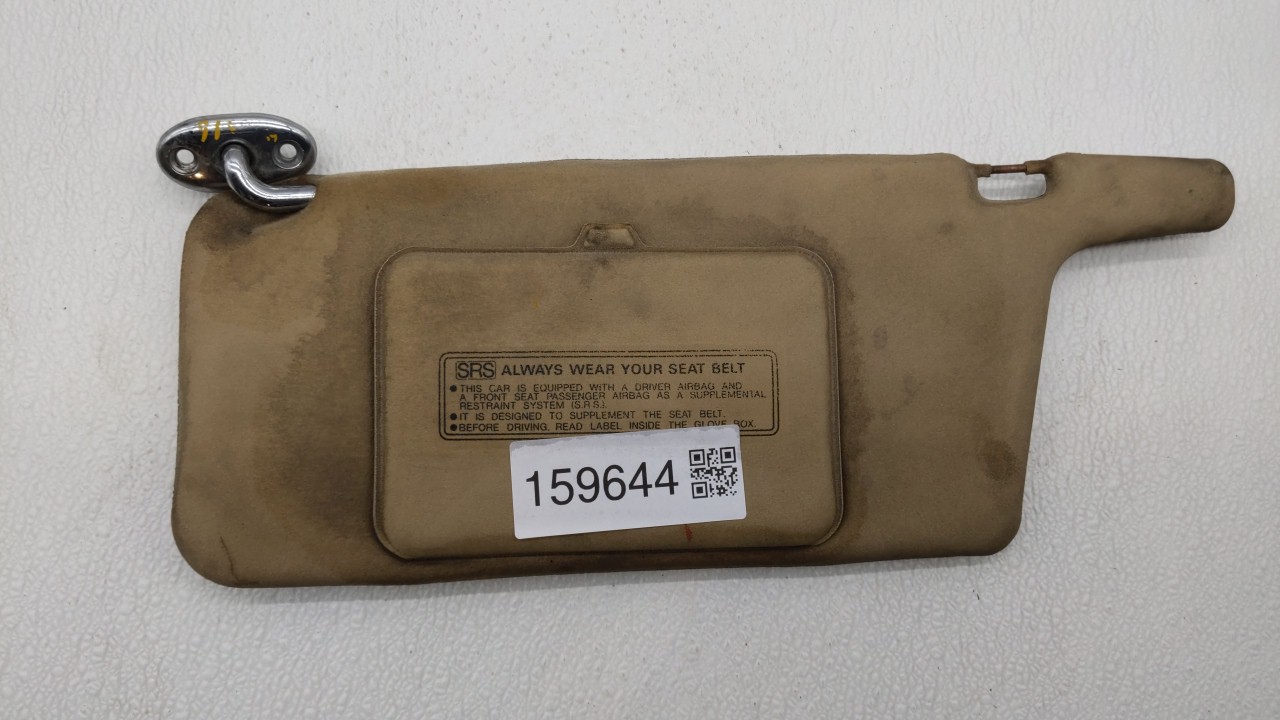 SRS ALWAYS WEAR YOUR SEAT BELT
●THIS CAR IS EQUIPPED WITH A DRIVER AIRBAG AND
A FRONT SEAT PASSENGER AIRBAG AS A SUPPLEMENTAL
RESTRAINT SYSTEM (S.R.S.).
●IT IS DESIGNED TO SUPPLEMENT THE SEAT BELT.
●BEFORE DRIVING, READ LABEL INSIDE THE GLOVE BOX.
159644